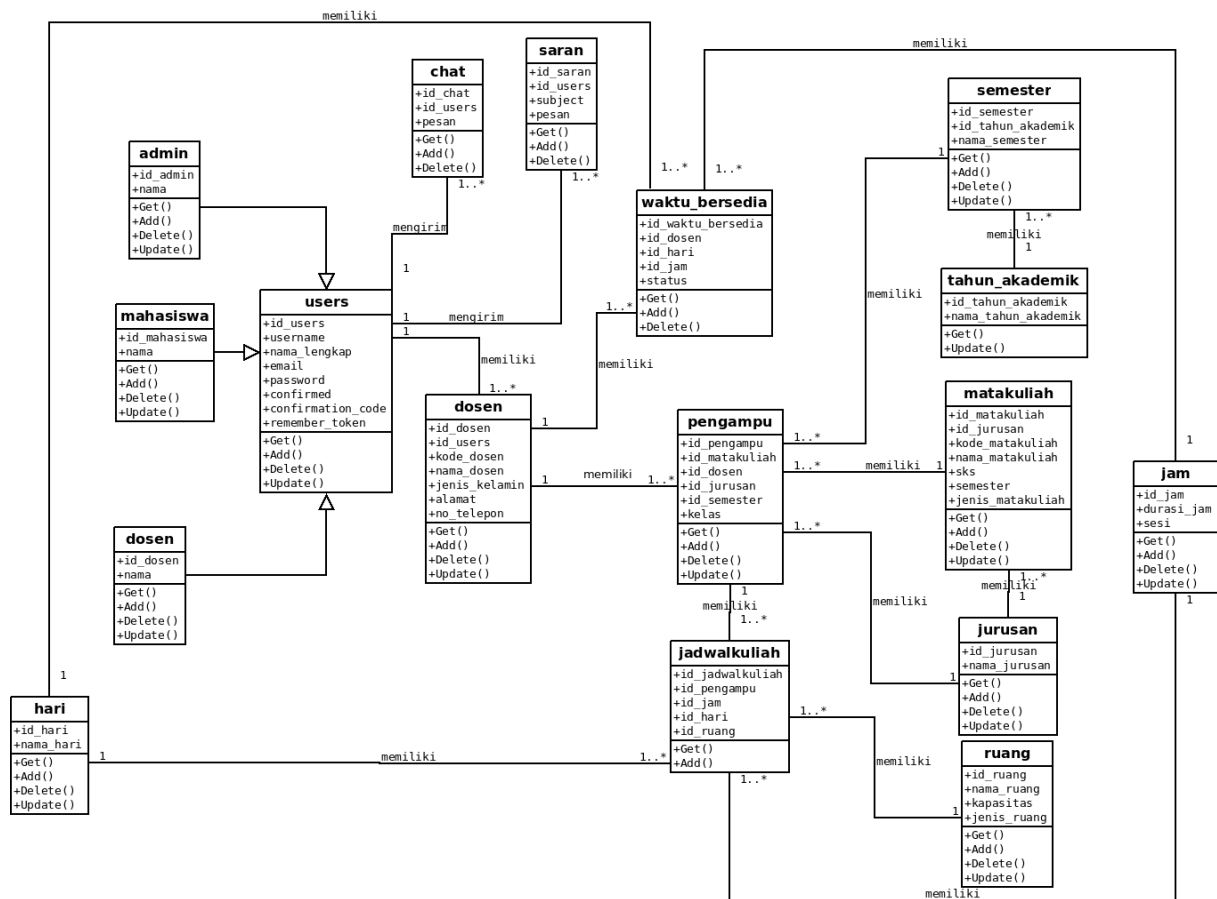 memiliki
memiliki
saran
+id_saran
+id_users
+subject
+pesan
+Get()
+Add()
+Delete()
1..*
chat
+id_chat
+id_users
+pesan
+Get()
+Add()
+Delete()
1..*
semester
+id_semester
+id_tahun_akademik
+nama_semester
+Get()
+Add()
+Delete()
+Update()
1
1..*
memiliki
1
admin
+id_admin
+nama
+Get()
+Add()
+Delete()
+Update()
1..*
1..*
waktu_bersedia
+id_waktu_bersedia
+id_dosen
+id_hari
+id_jam
+status
+Get()
+Add()
+Delete()
1..*
mengirim
1
tahun_akademik
+id_tahun_akademik
+nama_tahun_akademik
+Get()
+Update()
memiliki
users
+id_users
+username
+nama_lengkap
+email
+password
+confirmed
+confirmation_code
+remember_token
+Get()
+Add()
+Delete()
+Update()
1
mengirim
1
memiliki
1..*
memiliki
mahasiswa
+id_mahasiswa
+nama
+Get()
+Add()
+Delete()
+Update()
dosen
+id_dosen
+id_users
+kode_dosen
+nama_dosen
+jenis_kelamin
+alamat
+no_telepon
+Get()
+Add()
+Delete()
+Update()
1
1
memiliki
1..*
pengampu
+id_pengampu
+id_matakuliah
+id_dosen
+id_jurusan
+id_semester
+kelas
+Get()
+Add()
+Delete()
+Update()
1..*
1..*
memiliki
1
1..*
matakuliah
+id_matakuliah
+id_jurusan
+kode_matakuliah
+nama_matakuliah
+sks
+semester
+jenis_matakuliah
+Get()
+Add()
+Delete()
+Update()
1..*
memiliki
1
1
jam
+id_jam
+durasi_jam
+sesi
+Get()
+Add()
+Delete()
+Update()
1
dosen
+id_dosen
+nama
+Get()
+Add()
+Delete()
+Update()
1
memiliki
1..*
memiliki
jurusan
+id_jurusan
+nama_jurusan
+Get()
+Add()
+Delete()
+Update()
1
jadwalkuliah
+id_jadwalkuliah
+id_pengampu
+id_jam
+id_hari
+id_ruang
+Get()
+Add()
1..*
1..*
1..*
memiliki
1
hari
+id_hari
+nama_hari
+Get()
+Add()
+Delete()
+Update()
1
memiliki
ruang
+id_ruang
+nama_ruang
+kapasitas
+jenis_ruang
+Get()
+Add()
+Delete()
+Update()
1
memiliki